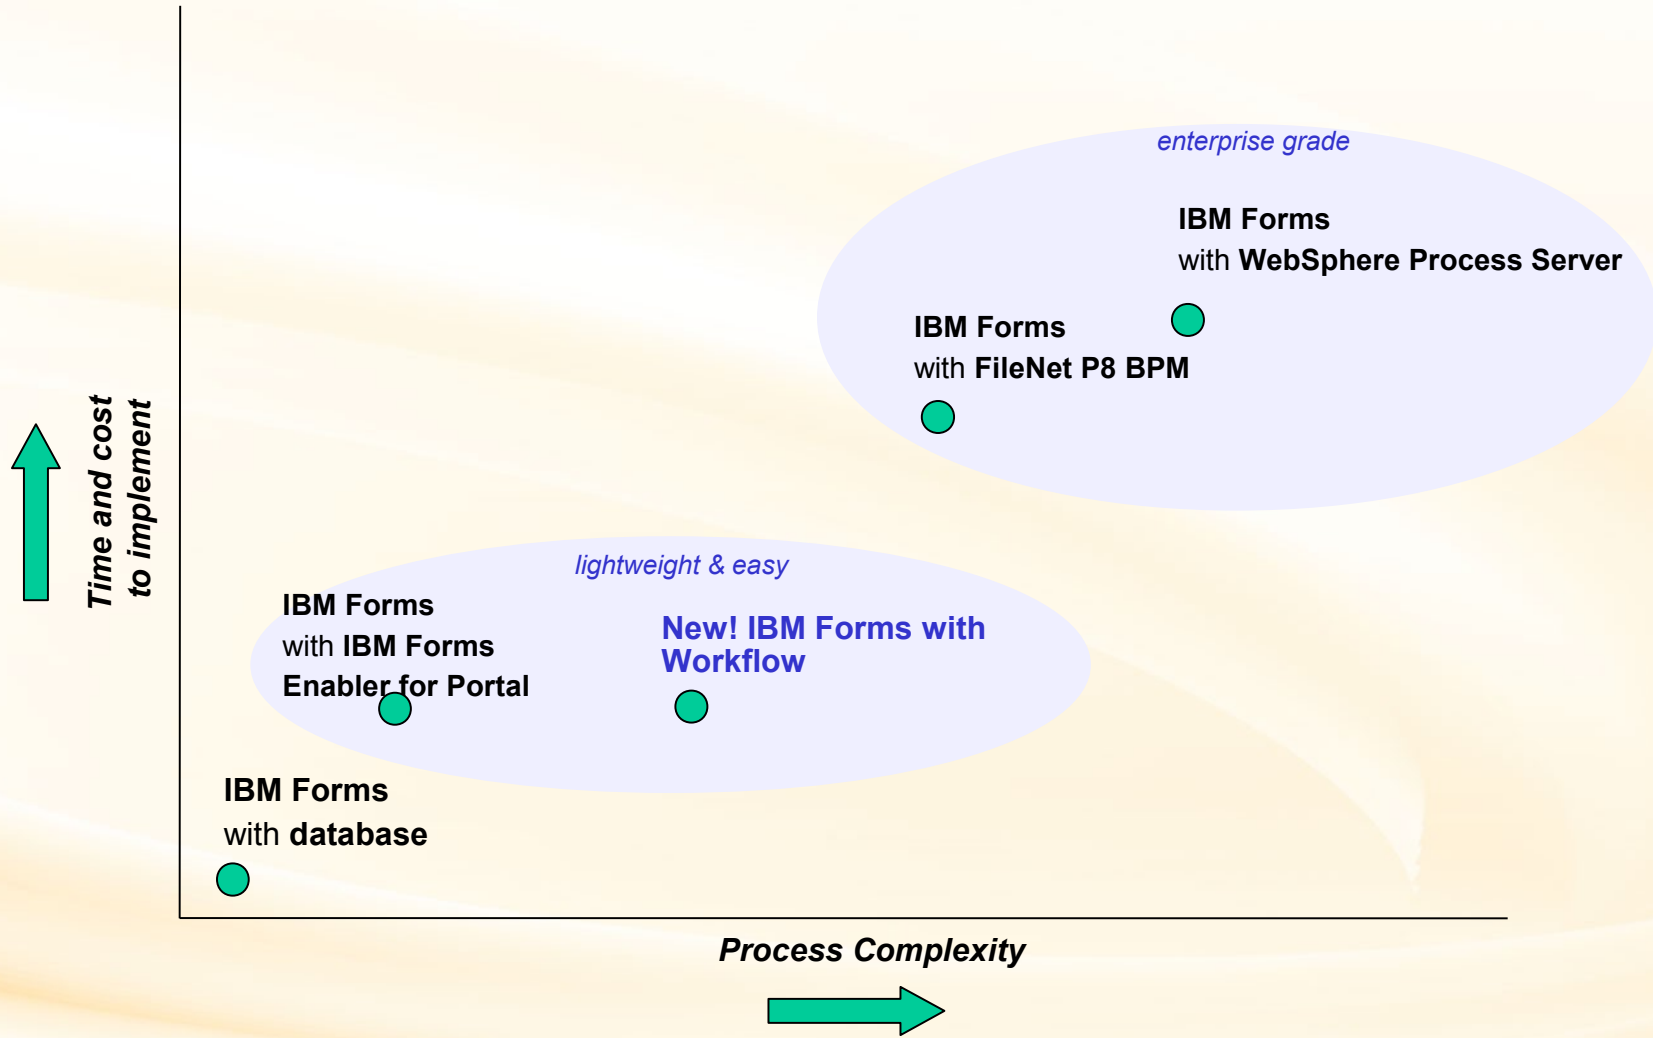 enterprise grade
IBM Forms
with WebSphere Process Server
IBM Forms
with FileNet P8 BPM
Time and cost
to implement
lightweight & easy
IBM Forms
with IBM Forms
Enabler for Portal
New! IBM Forms with
Workflow
IBM Forms
with database
Process Complexity